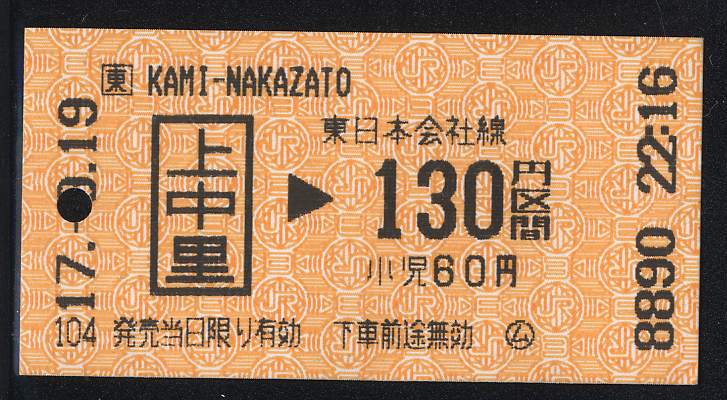 東 KAMI-NAKAZATO
上中里
東日本会社線
130円区間
小児60円
104 発売当日限り有効 下車前途無効 ム
8890 22:16